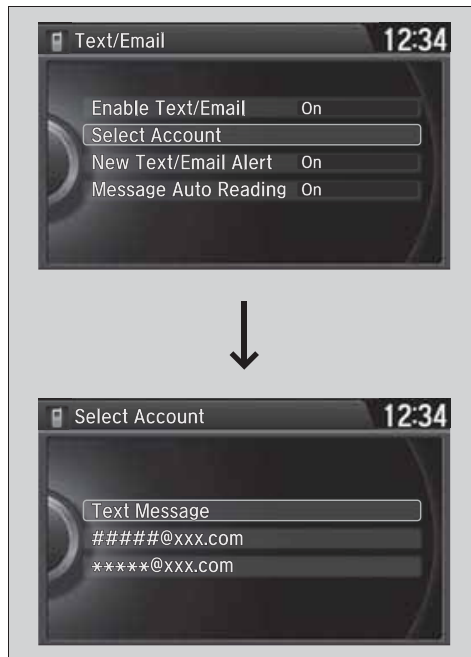 Text/Email 12:34
Enable Text/Email On
Select Account
New Text/Email Alert On
Message Auto Reading On
Select Account 12:34
Text Message
#####@xxx.com
*****@xxx.com